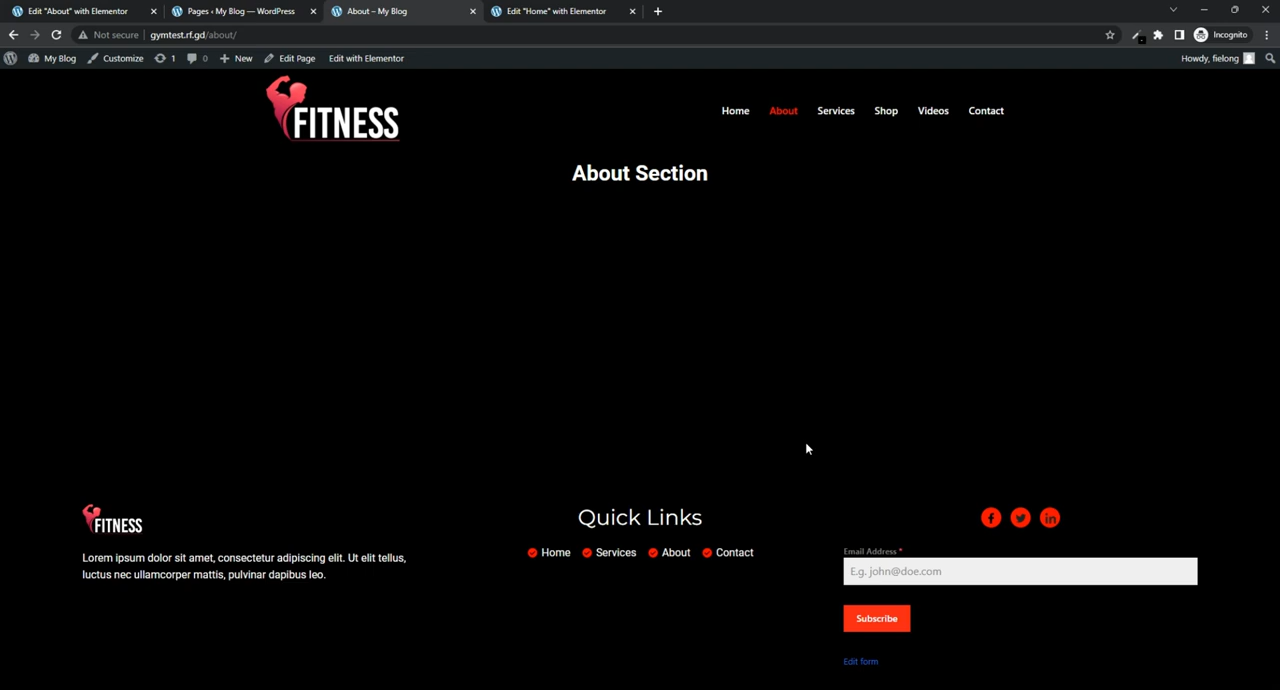 Edit "About" with Elementor
Pages ‹ My Blog — WordPress
About – My Blog
Edit "Home" with Elementor
Not secure
gymtest.rf.gd/about/
Incognito
My Blog
Customize
1
0
New
Edit Page
Edit with Elementor
Howdy, fielong
FITNESS
Home
About
Services
Shop
Videos
Contact
About Section
FITNESS
Lorem ipsum dolor sit amet, consectetur adipiscing elit. Ut elit tellus,
luctus nec ullamcorper mattis, pulvinar dapibus leo.
Quick Links
Home
Services
About
Contact
Email Address *
E.g. john@doe.com
Subscribe
Edit form